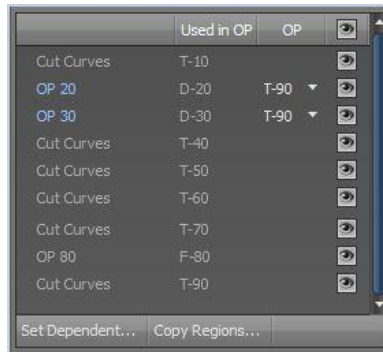 Used in OP OP
Cut Curves T-10
OP 20 D-20 T-90
OP 30 D-30 T-90
Cut Curves T-40
Cut Curves T-50
Cut Curves T-60
Cut Curves T-70
OP 80 F-80
Cut Curves T-90
Set Dependent... Copy Regions...